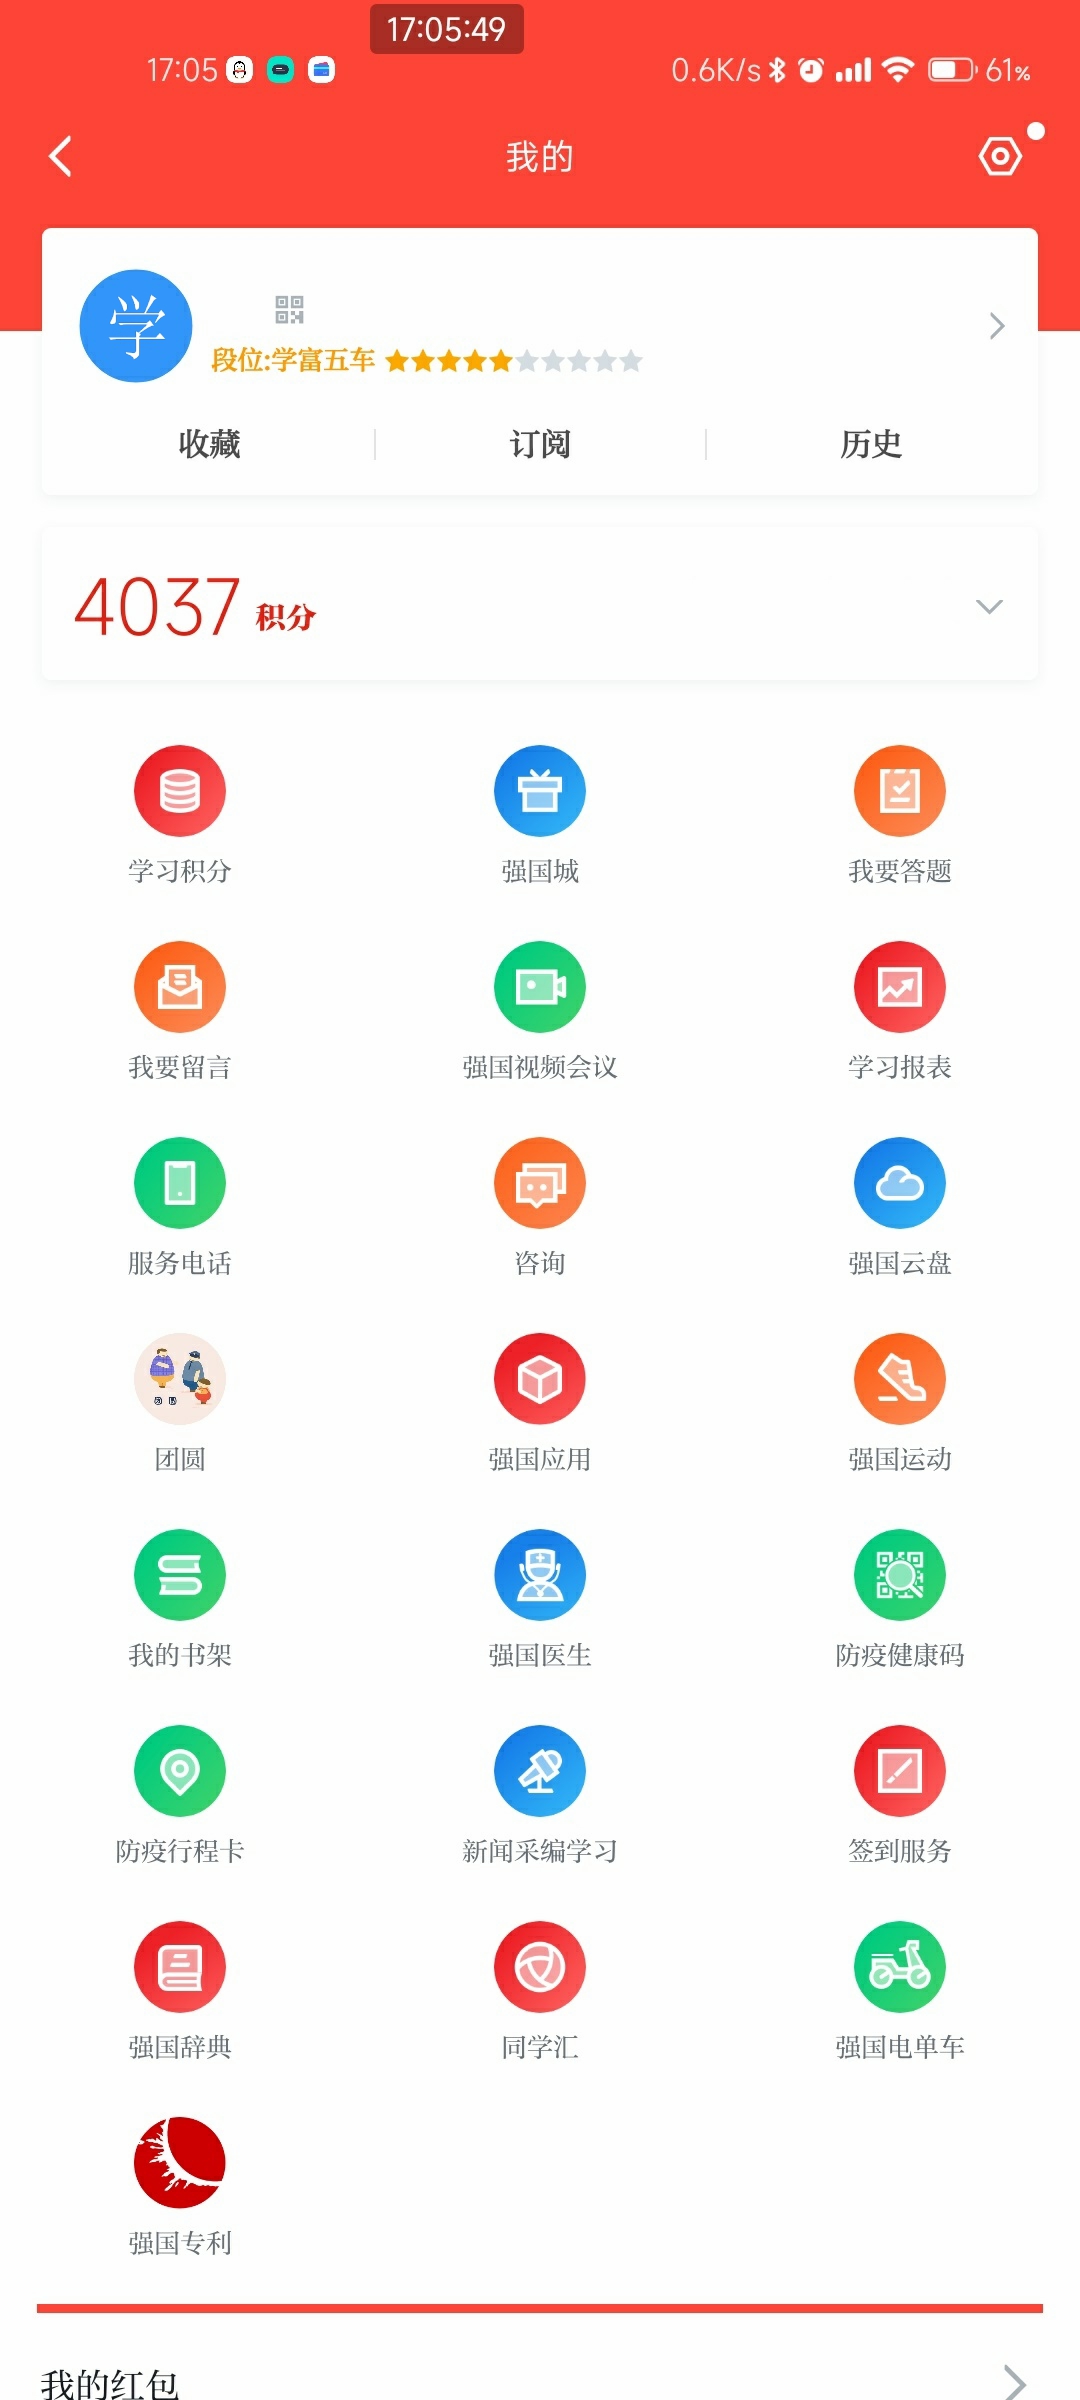 17:05:49
17:05 0.6K/s 61%
我的
学
段位:学富五车
收藏 订阅 历史
4037 积分
学习积分 强国城 我要答题
我要留言 强国视频会议 学习报表
服务电话 咨询 强国云盘
团圆 强国应用 强国运动
我的书架 强国医生 防疫健康码
防疫行程卡 新闻采编学习 签到服务
强国辞典 同学汇 强国电单车
强国专利
我的红包